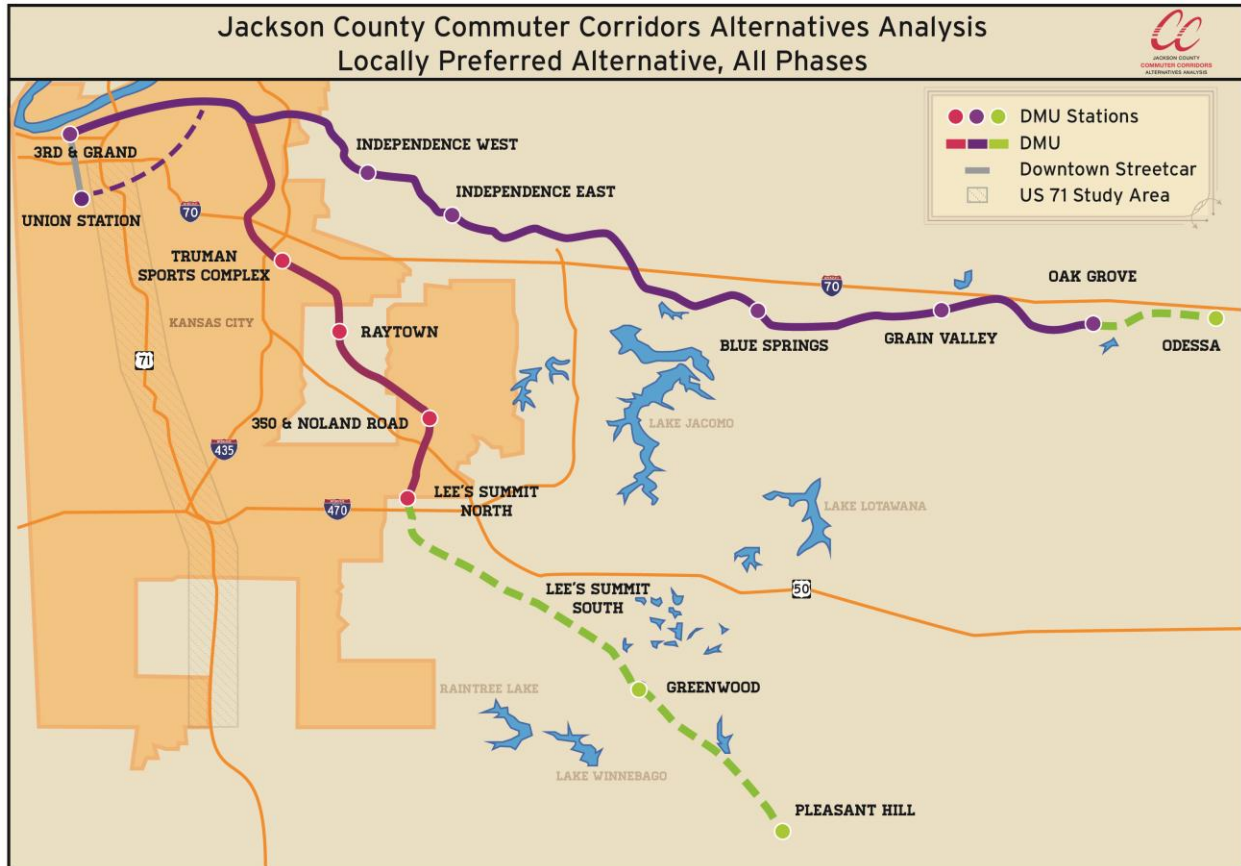 Jackson County Commuter Corridors Alternatives Analysis
Locally Preferred Alternative, All Phases
CC
JACKSON COUNTY
COMMUTER CORRIDORS
ALTERNATIVES ANALYSIS
DMU Stations
DMU
Downtown Streetcar
US 71 Study Area
3RD & GRAND
UNION STATION
70
INDEPENDENCE WEST
INDEPENDENCE EAST
TRUMAN
SPORTS COMPLEX
KANSAS CITY
RAYTOWN
71
70
OAK GROVE
BLUE SPRINGS
GRAIN VALLEY
ODESSA
350 & NOLAND ROAD
LAKE JACOMO
435
LEE'S SUMMIT
NORTH
470
LAKE LOTAWANA
LEE'S SUMMIT
SOUTH
50
RAINTREE LAKE
GREENWOOD
LAKE WINNEBAGO
PLEASANT HILL